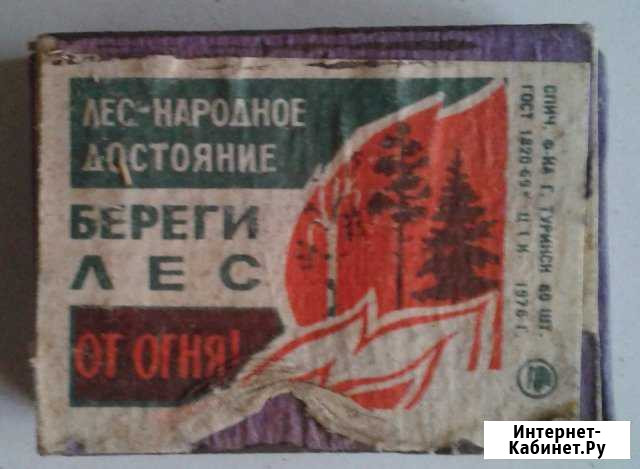 ЛЕС-НАРОДНОЕ
ДОСТОЯНИЕ
БЕРЕГИ
ЛЕС
ОТ ОГНЯ!
СПИЧ. Ф-КА Г. ТУРИНСК 60 ШТ.
ГОСТ 1820-69* Ц 1 К. 1976 Г.
Интернет-
Кабинет.Ру